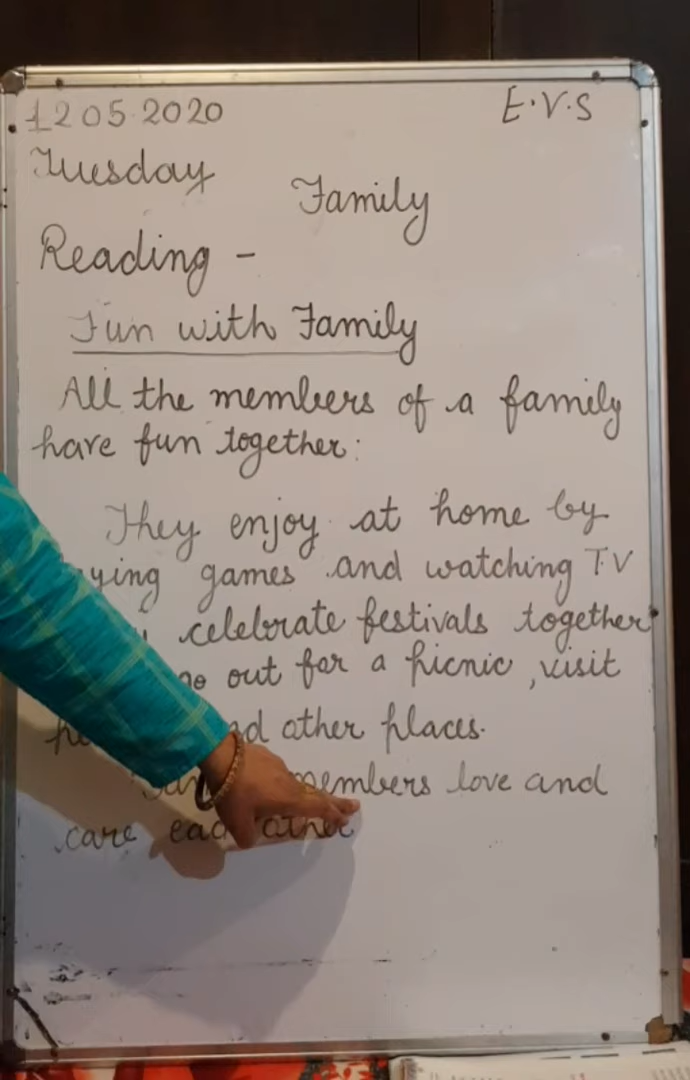 12 05 2020 E.V.S
Tuesday
Family
Reading -
Fun with Family
All the members of a family
have fun together:
They enjoy at home by
games and watching T.V
celebrate festivals together
out for a picnic, visit
other places.
members love and
care each other